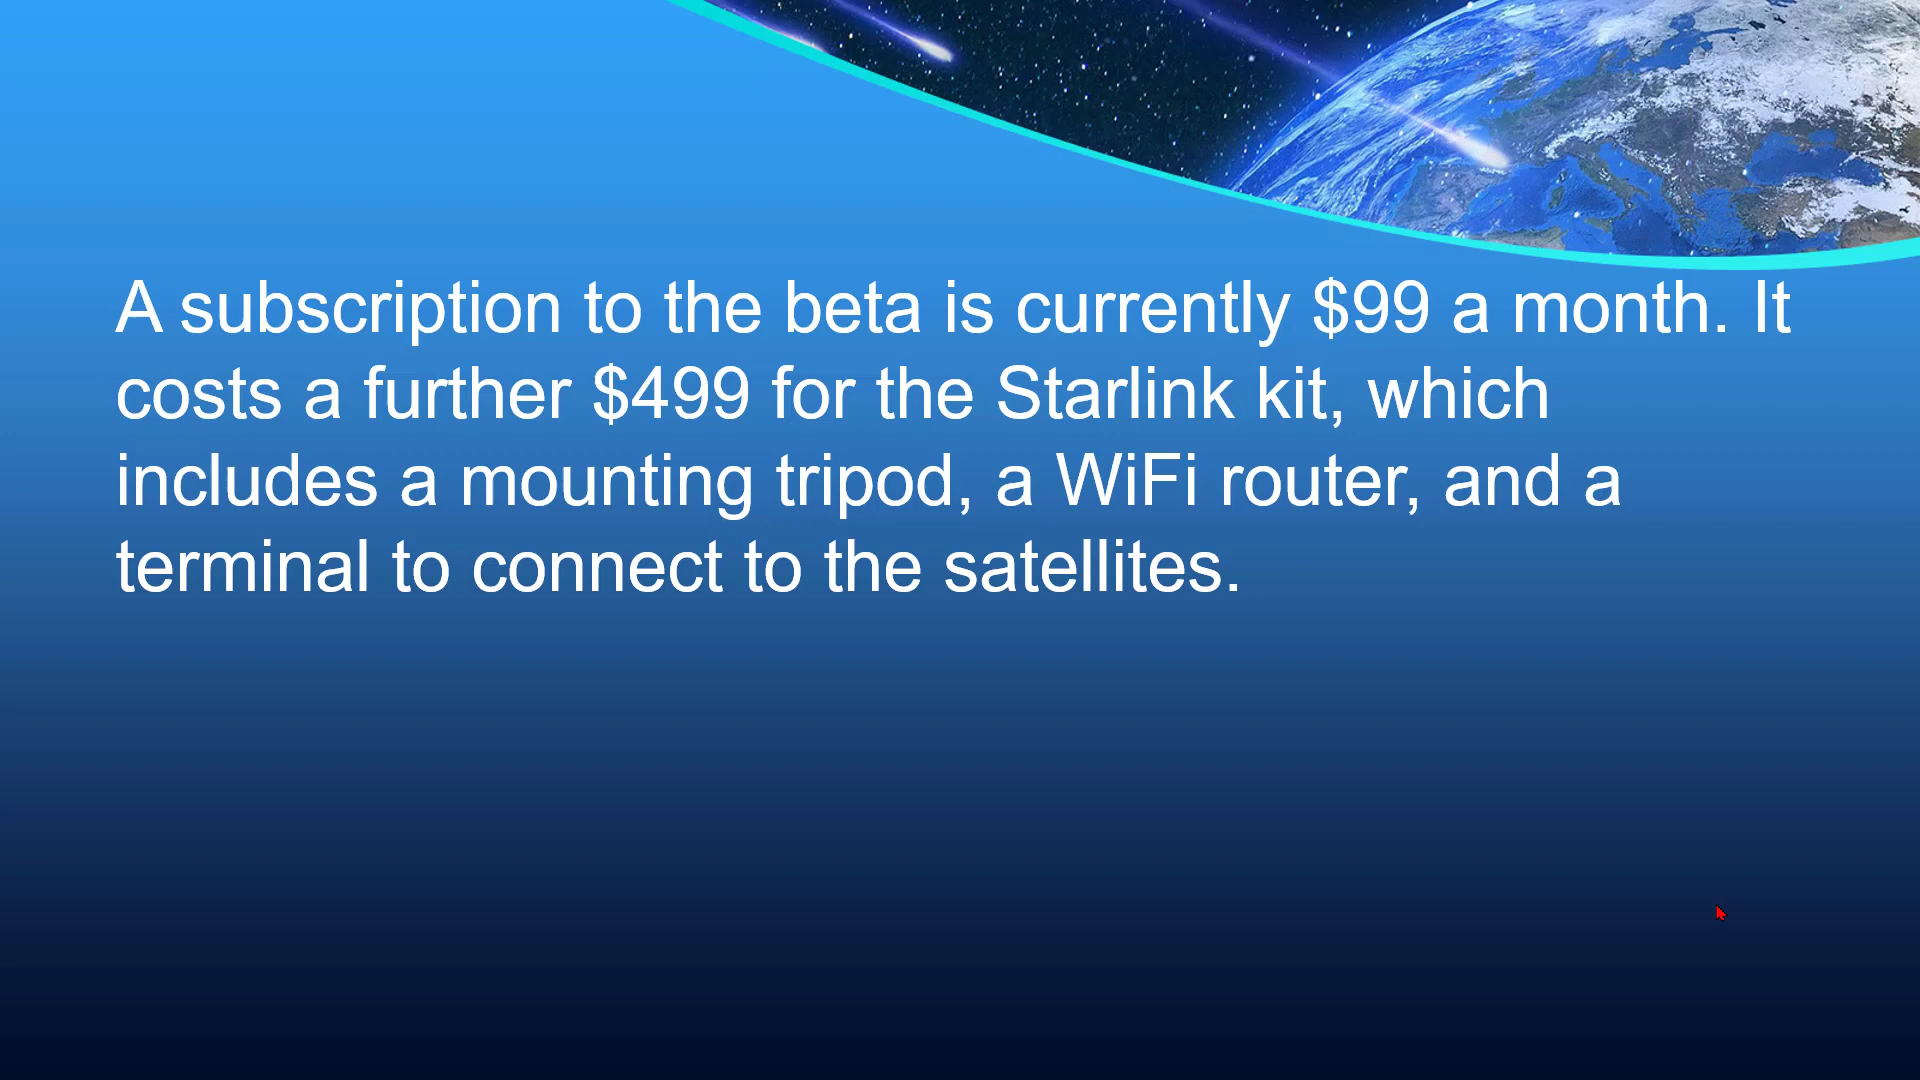 A subscription to the beta is currently $99 a month. It
costs a further $499 for the Starlink kit, which
includes a mounting tripod, a WiFi router, and a
terminal to connect to the satellites.